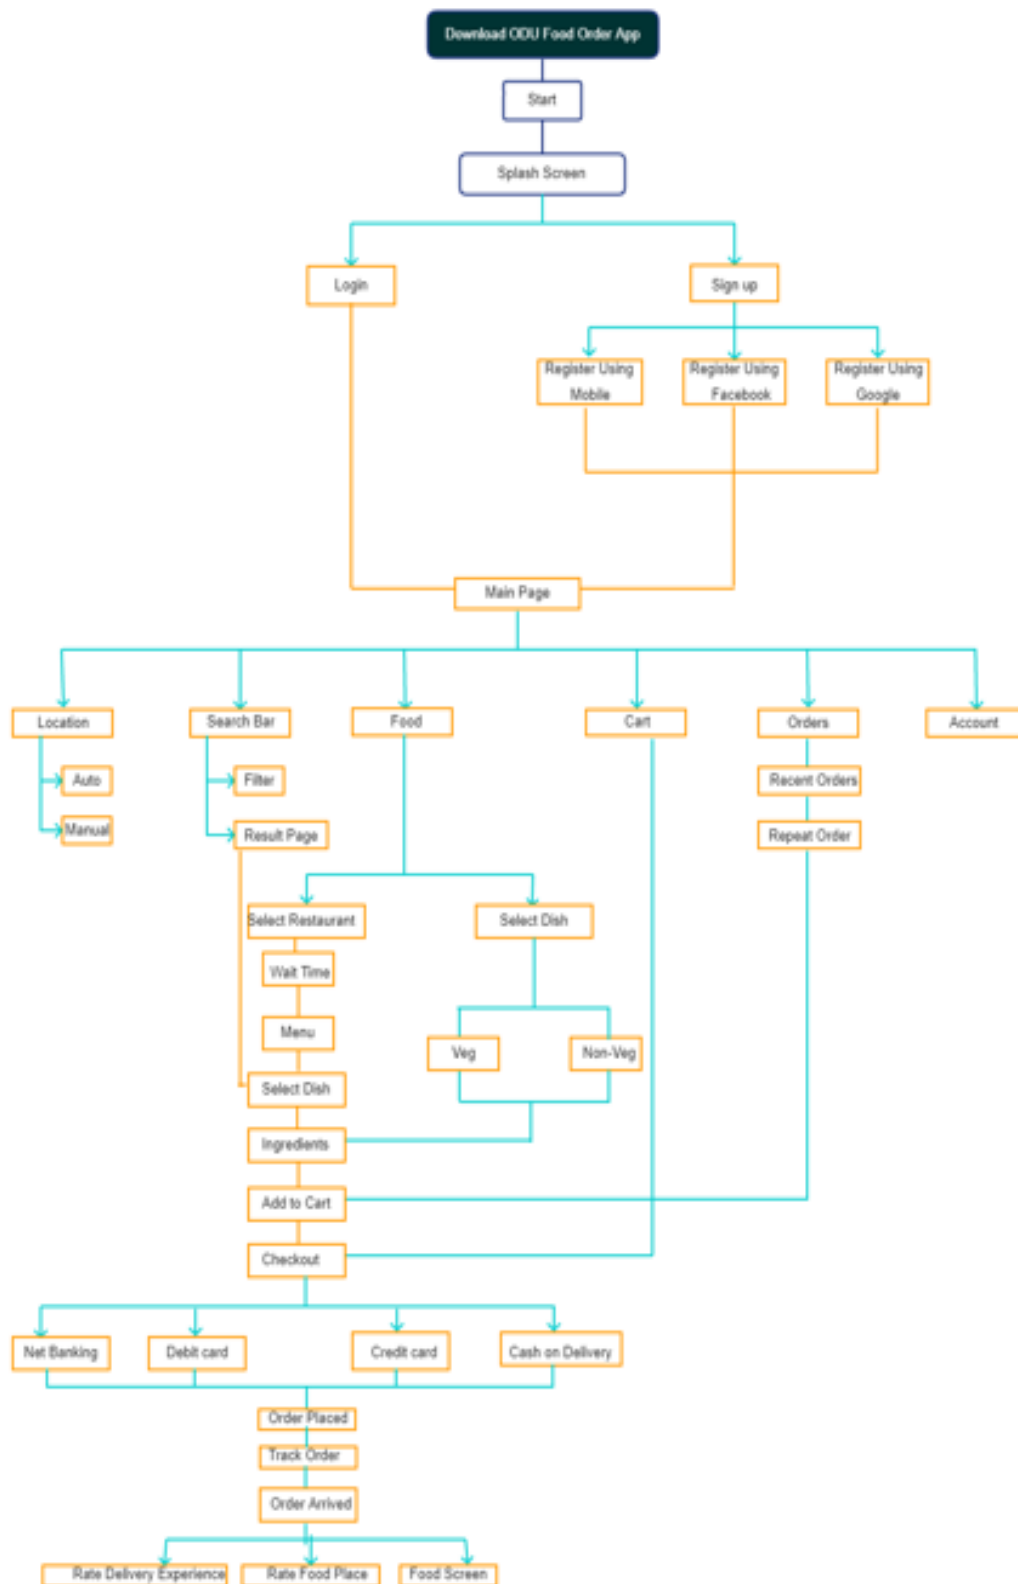 Download ODU Food Order App
Start
Splash Screen
Login
Sign up
Register Using
Mobile
Register Using
Facebook
Register Using
Google
Main Page
Location
Search Bar
Food
Cart
Orders
Account
Auto
Filter
Recent Orders
Manual
Result Page
Repeat Order
Select Restaurant
Select Dish
Wait Time
Menu
Veg
Non-Veg
Select Dish
Ingredients
Add to Cart
Checkout
Net Banking
Debit card
Credit card
Cash on Delivery
Order Placed
Track Order
Order Arrived
Rate Delivery Experience
Rate Food Place
Food Screen